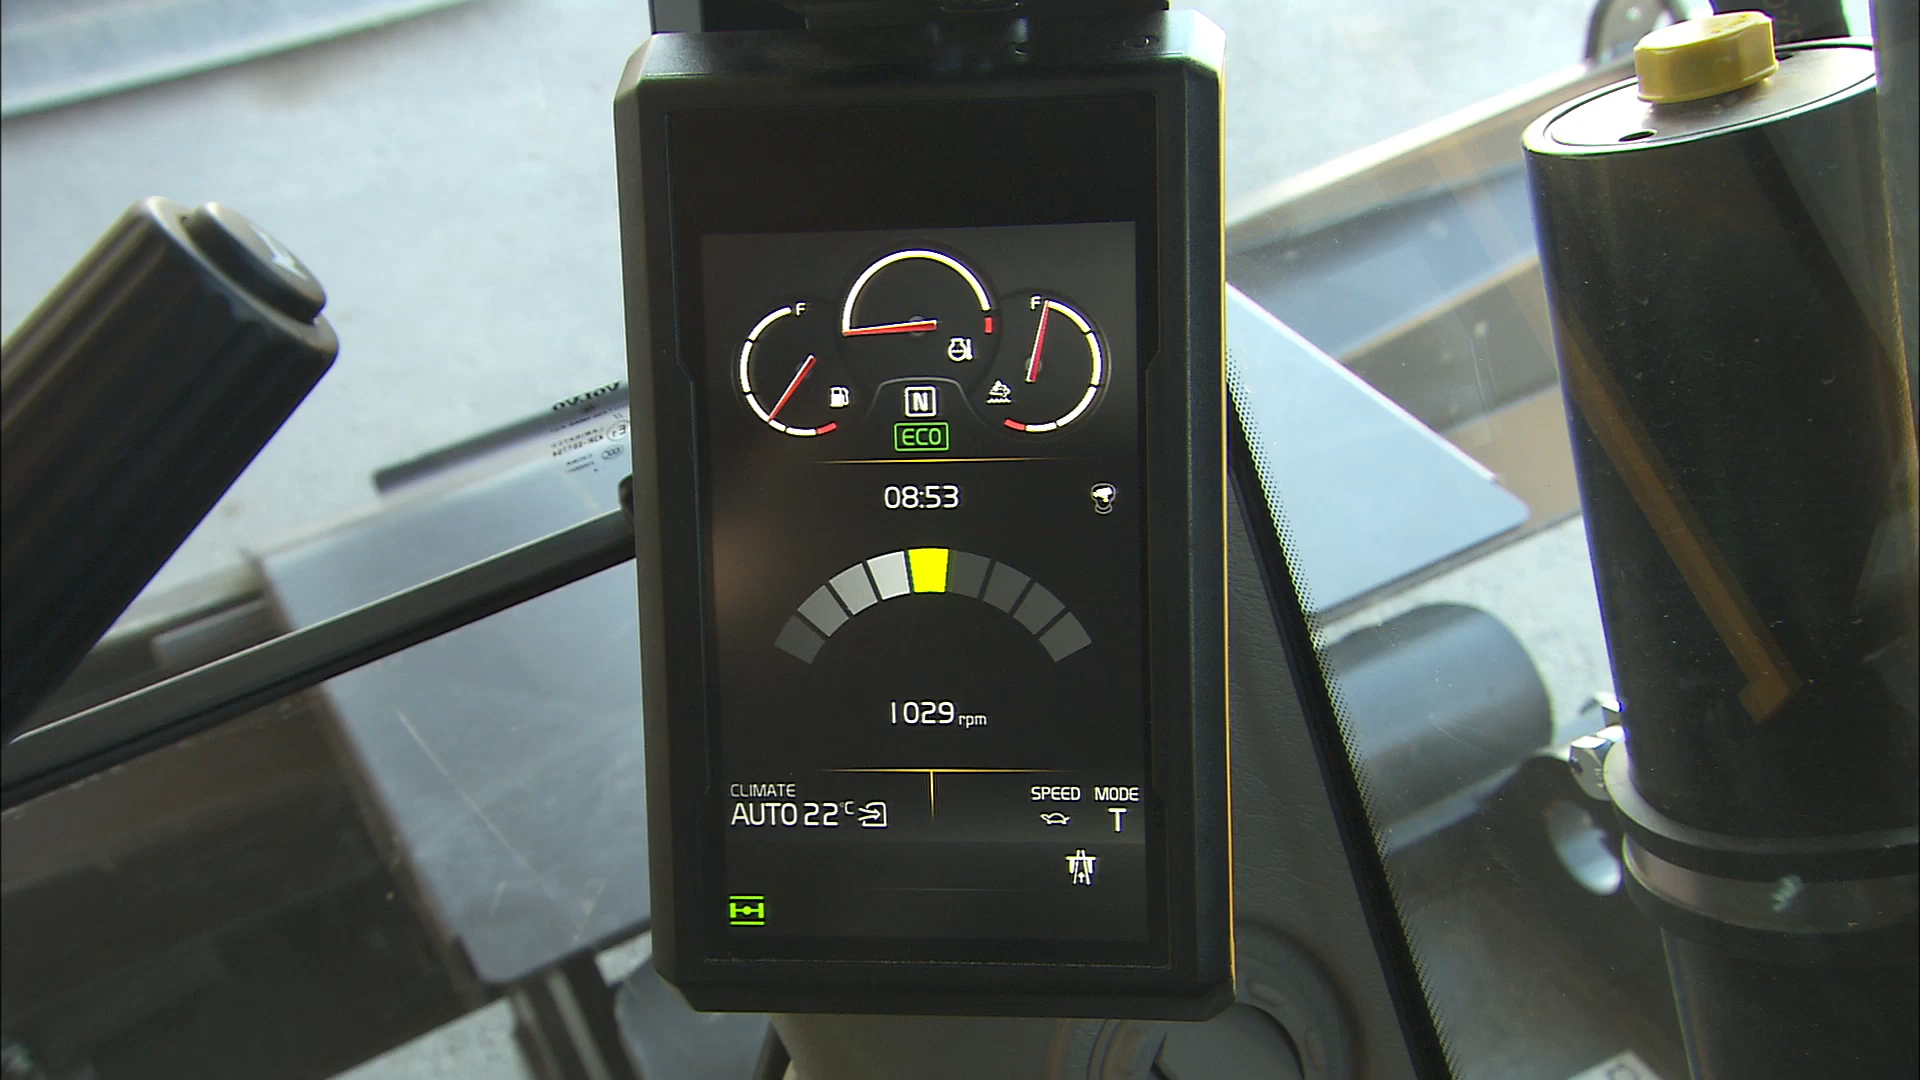 F
F
N
ECO
08:53
1029 rpm
CLIMATE
AUTO 22°C
SPEED MODE
T